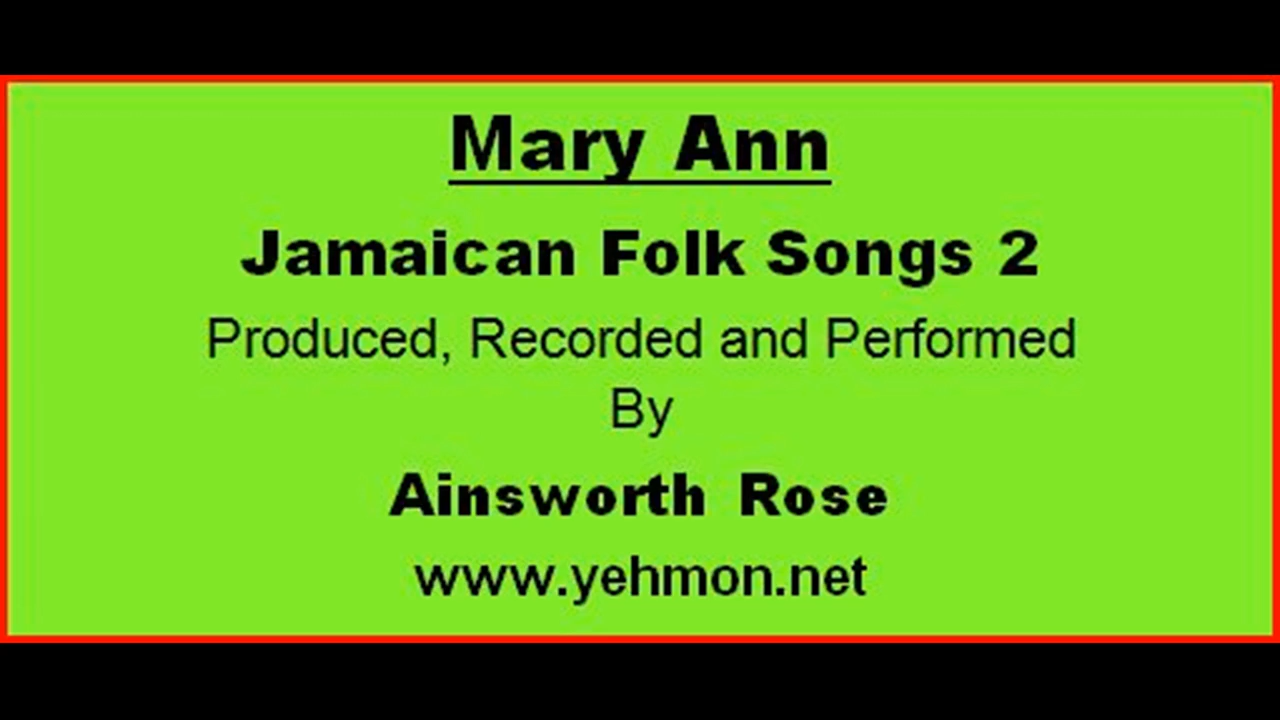 Mary Ann
Jamaican Folk Songs 2
Produced, Recorded and Performed
By
Ainsworth Rose
www.yehmon.net